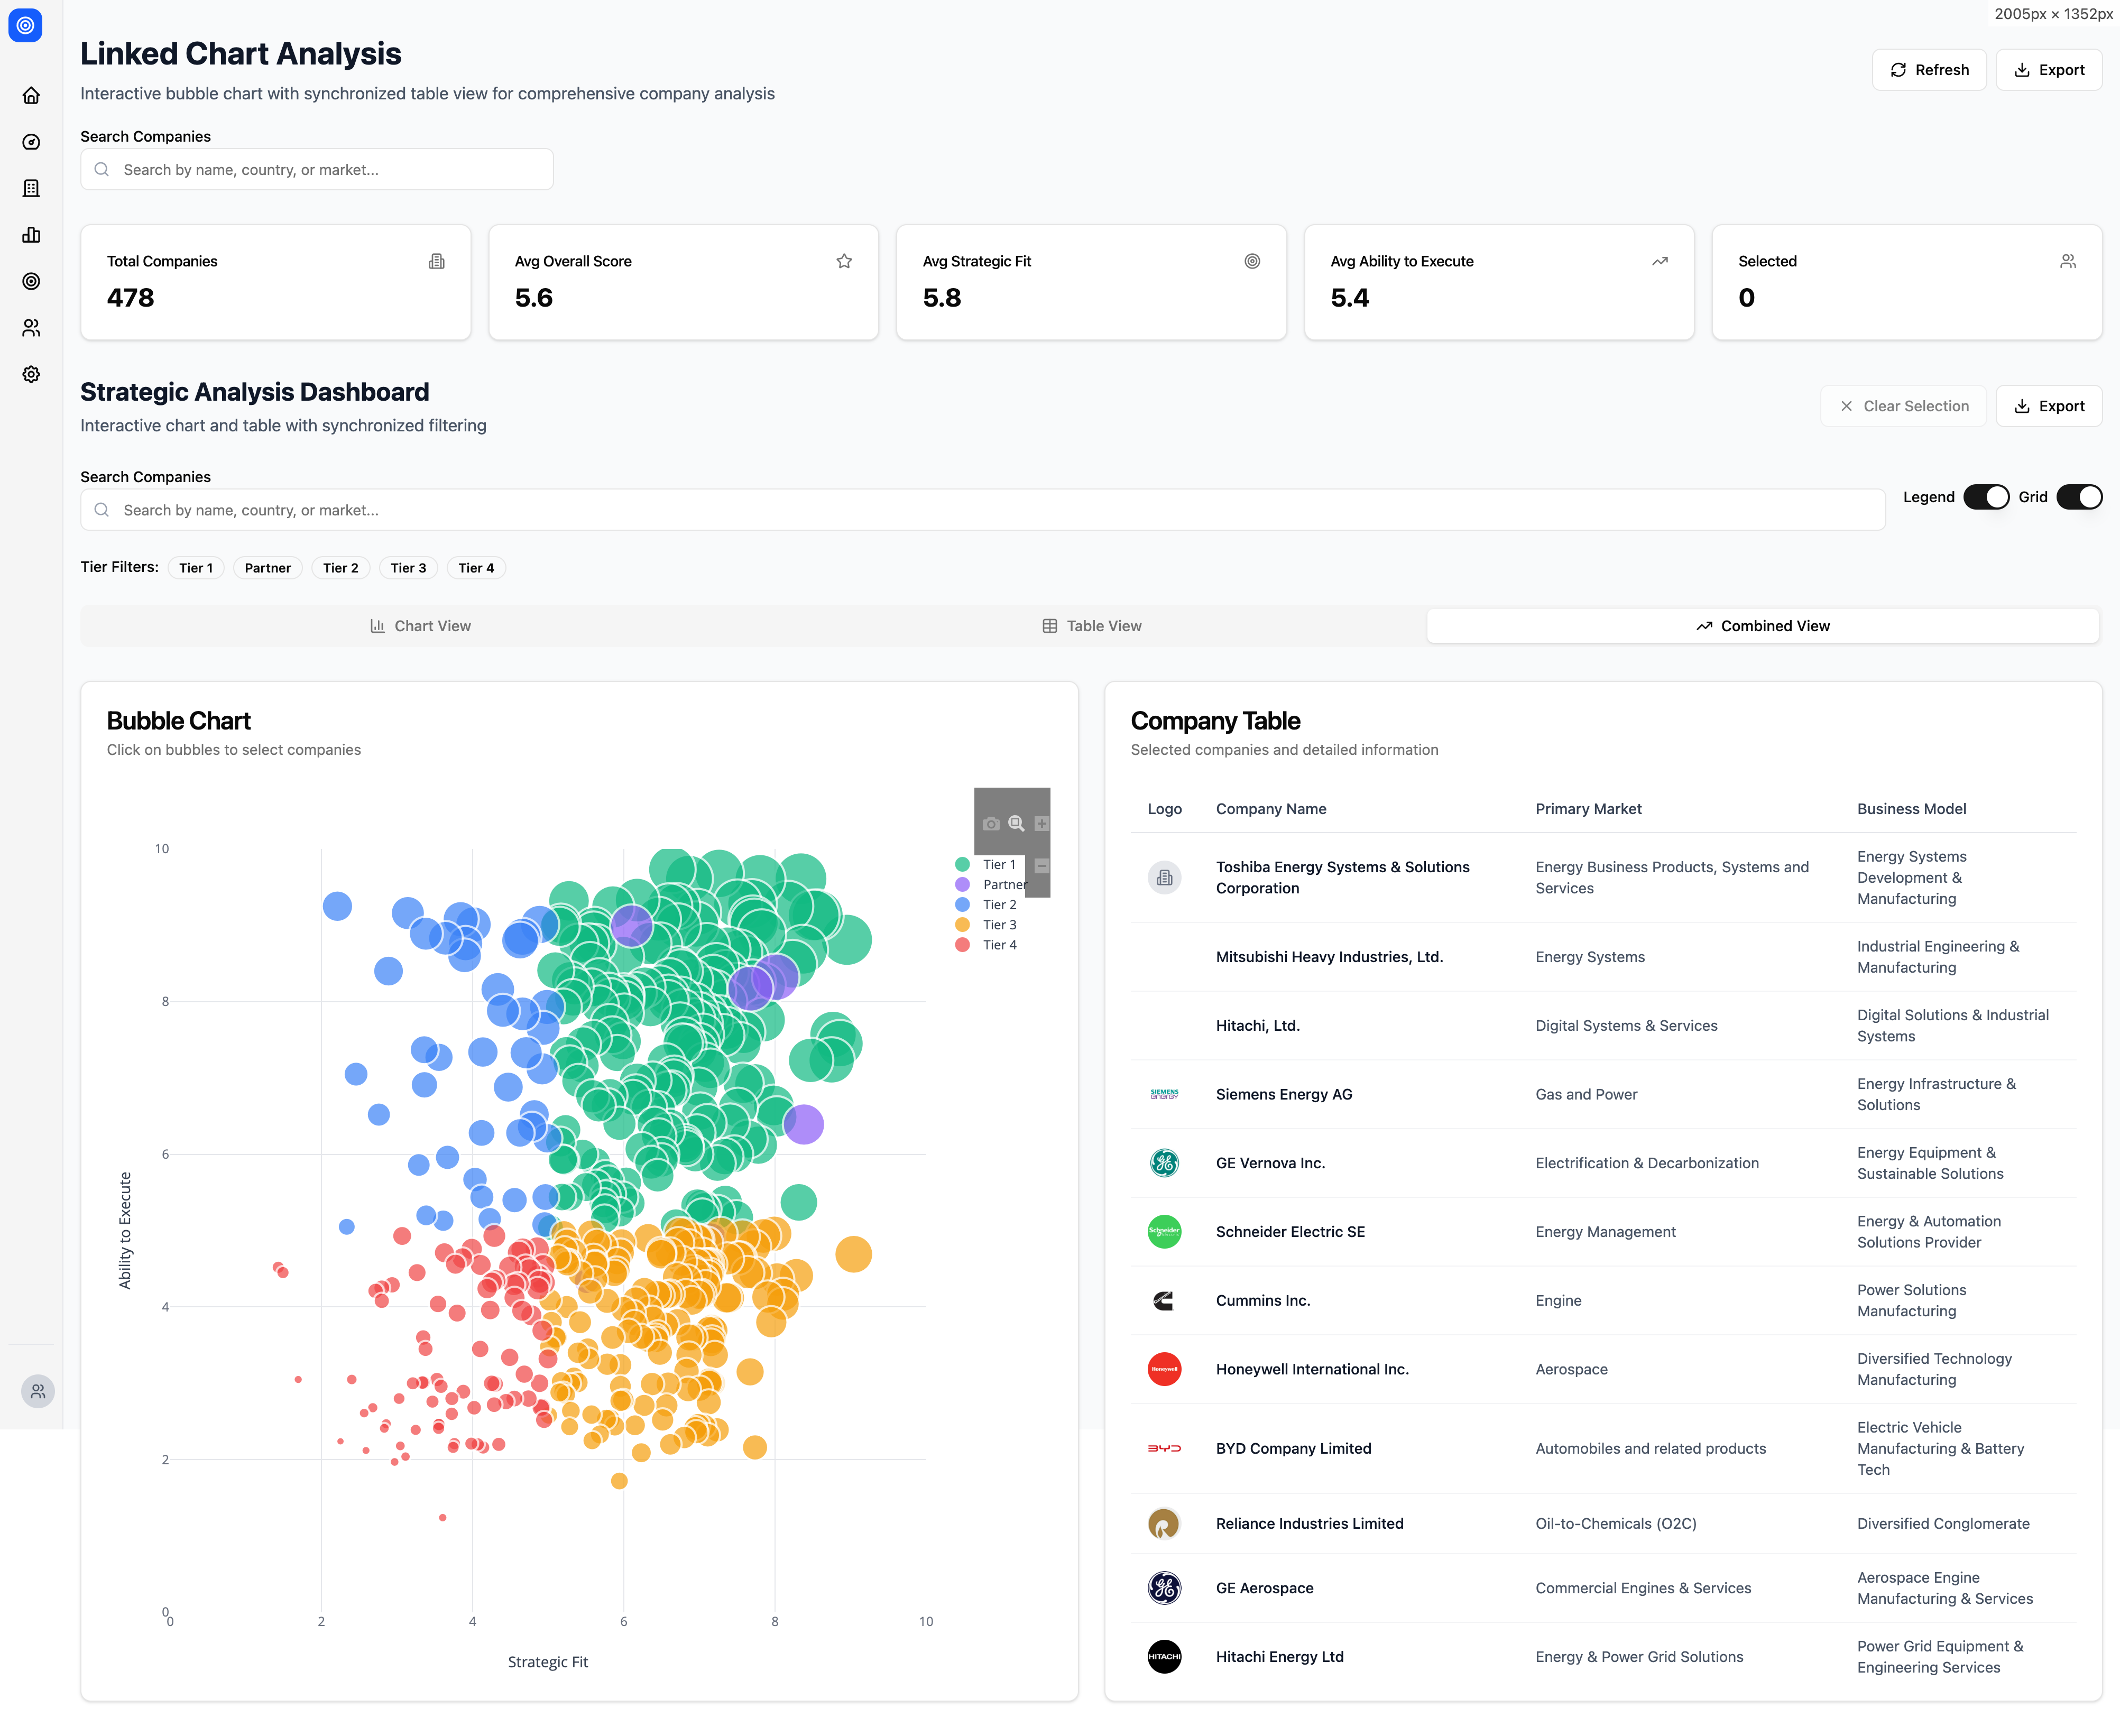 2005px × 1352px
Linked Chart Analysis
Interactive bubble chart with synchronized table view for comprehensive company analysis
Refresh
Export
Search Companies
Search by name, country, or market...
Total Companies
478
Avg Overall Score
5.6
Avg Strategic Fit
5.8
Avg Ability to Execute
5.4
Selected
0
Strategic Analysis Dashboard
Interactive chart and table with synchronized filtering
Clear Selection
Export
Search Companies
Search by name, country, or market...
Legend
Grid
Tier Filters:
Tier 1
Partner
Tier 2
Tier 3
Tier 4
Chart View
Table View
Combined View
Bubble Chart
Click on bubbles to select companies
10
8
6
4
2
0
0
2
4
6
8
10
Ability to Execute
Strategic Fit
Tier 1
Partner
Tier 2
Tier 3
Tier 4
Company Table
Selected companies and detailed information
Logo
Company Name
Primary Market
Business Model
Toshiba Energy Systems & Solutions
Corporation
Energy Business Products, Systems and
Services
Energy Systems
Development &
Manufacturing
Mitsubishi Heavy Industries, Ltd.
Energy Systems
Industrial Engineering &
Manufacturing
Hitachi, Ltd.
Digital Systems & Services
Digital Solutions & Industrial
Systems
SIEMENS
energy
Siemens Energy AG
Gas and Power
Energy Infrastructure &
Solutions
GE
GE Vernova Inc.
Electrification & Decarbonization
Energy Equipment &
Sustainable Solutions
Schneider
Schneider Electric SE
Energy Management
Energy & Automation
Solutions Provider
Cummins Inc.
Engine
Power Solutions
Manufacturing
Honeywell
Honeywell International Inc.
Aerospace
Diversified Technology
Manufacturing
BYD
BYD Company Limited
Automobiles and related products
Electric Vehicle
Manufacturing & Battery
Tech
Reliance Industries Limited
Oil-to-Chemicals (O2C)
Diversified Conglomerate
GE
GE Aerospace
Commercial Engines & Services
Aerospace Engine
Manufacturing & Services
HITACHI
Hitachi Energy Ltd
Energy & Power Grid Solutions
Power Grid Equipment &
Engineering Services